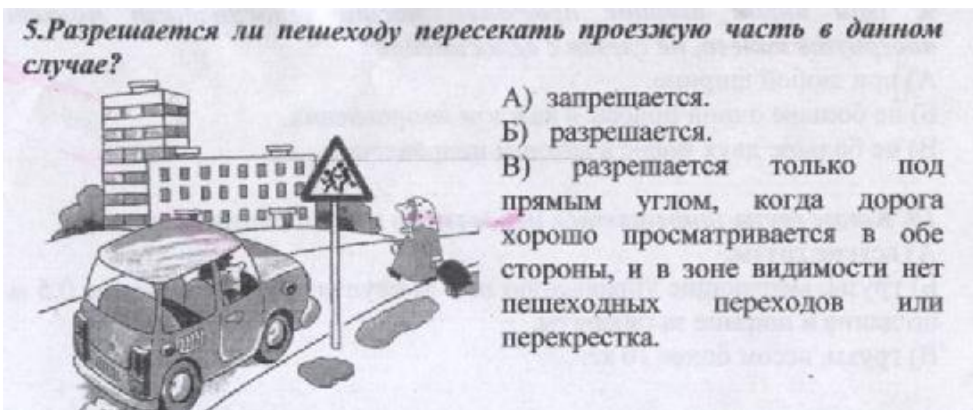 5.Разрешается ли пешеходу пересекать проезжую часть в данном
случае?
А) запрещается.
Б) разрешается.
В) разрешается только под
прямым углом, когда дорога
хорошо просматривается в обе
стороны, и в зоне видимости нет
пешеходных переходов или
перекрестка.